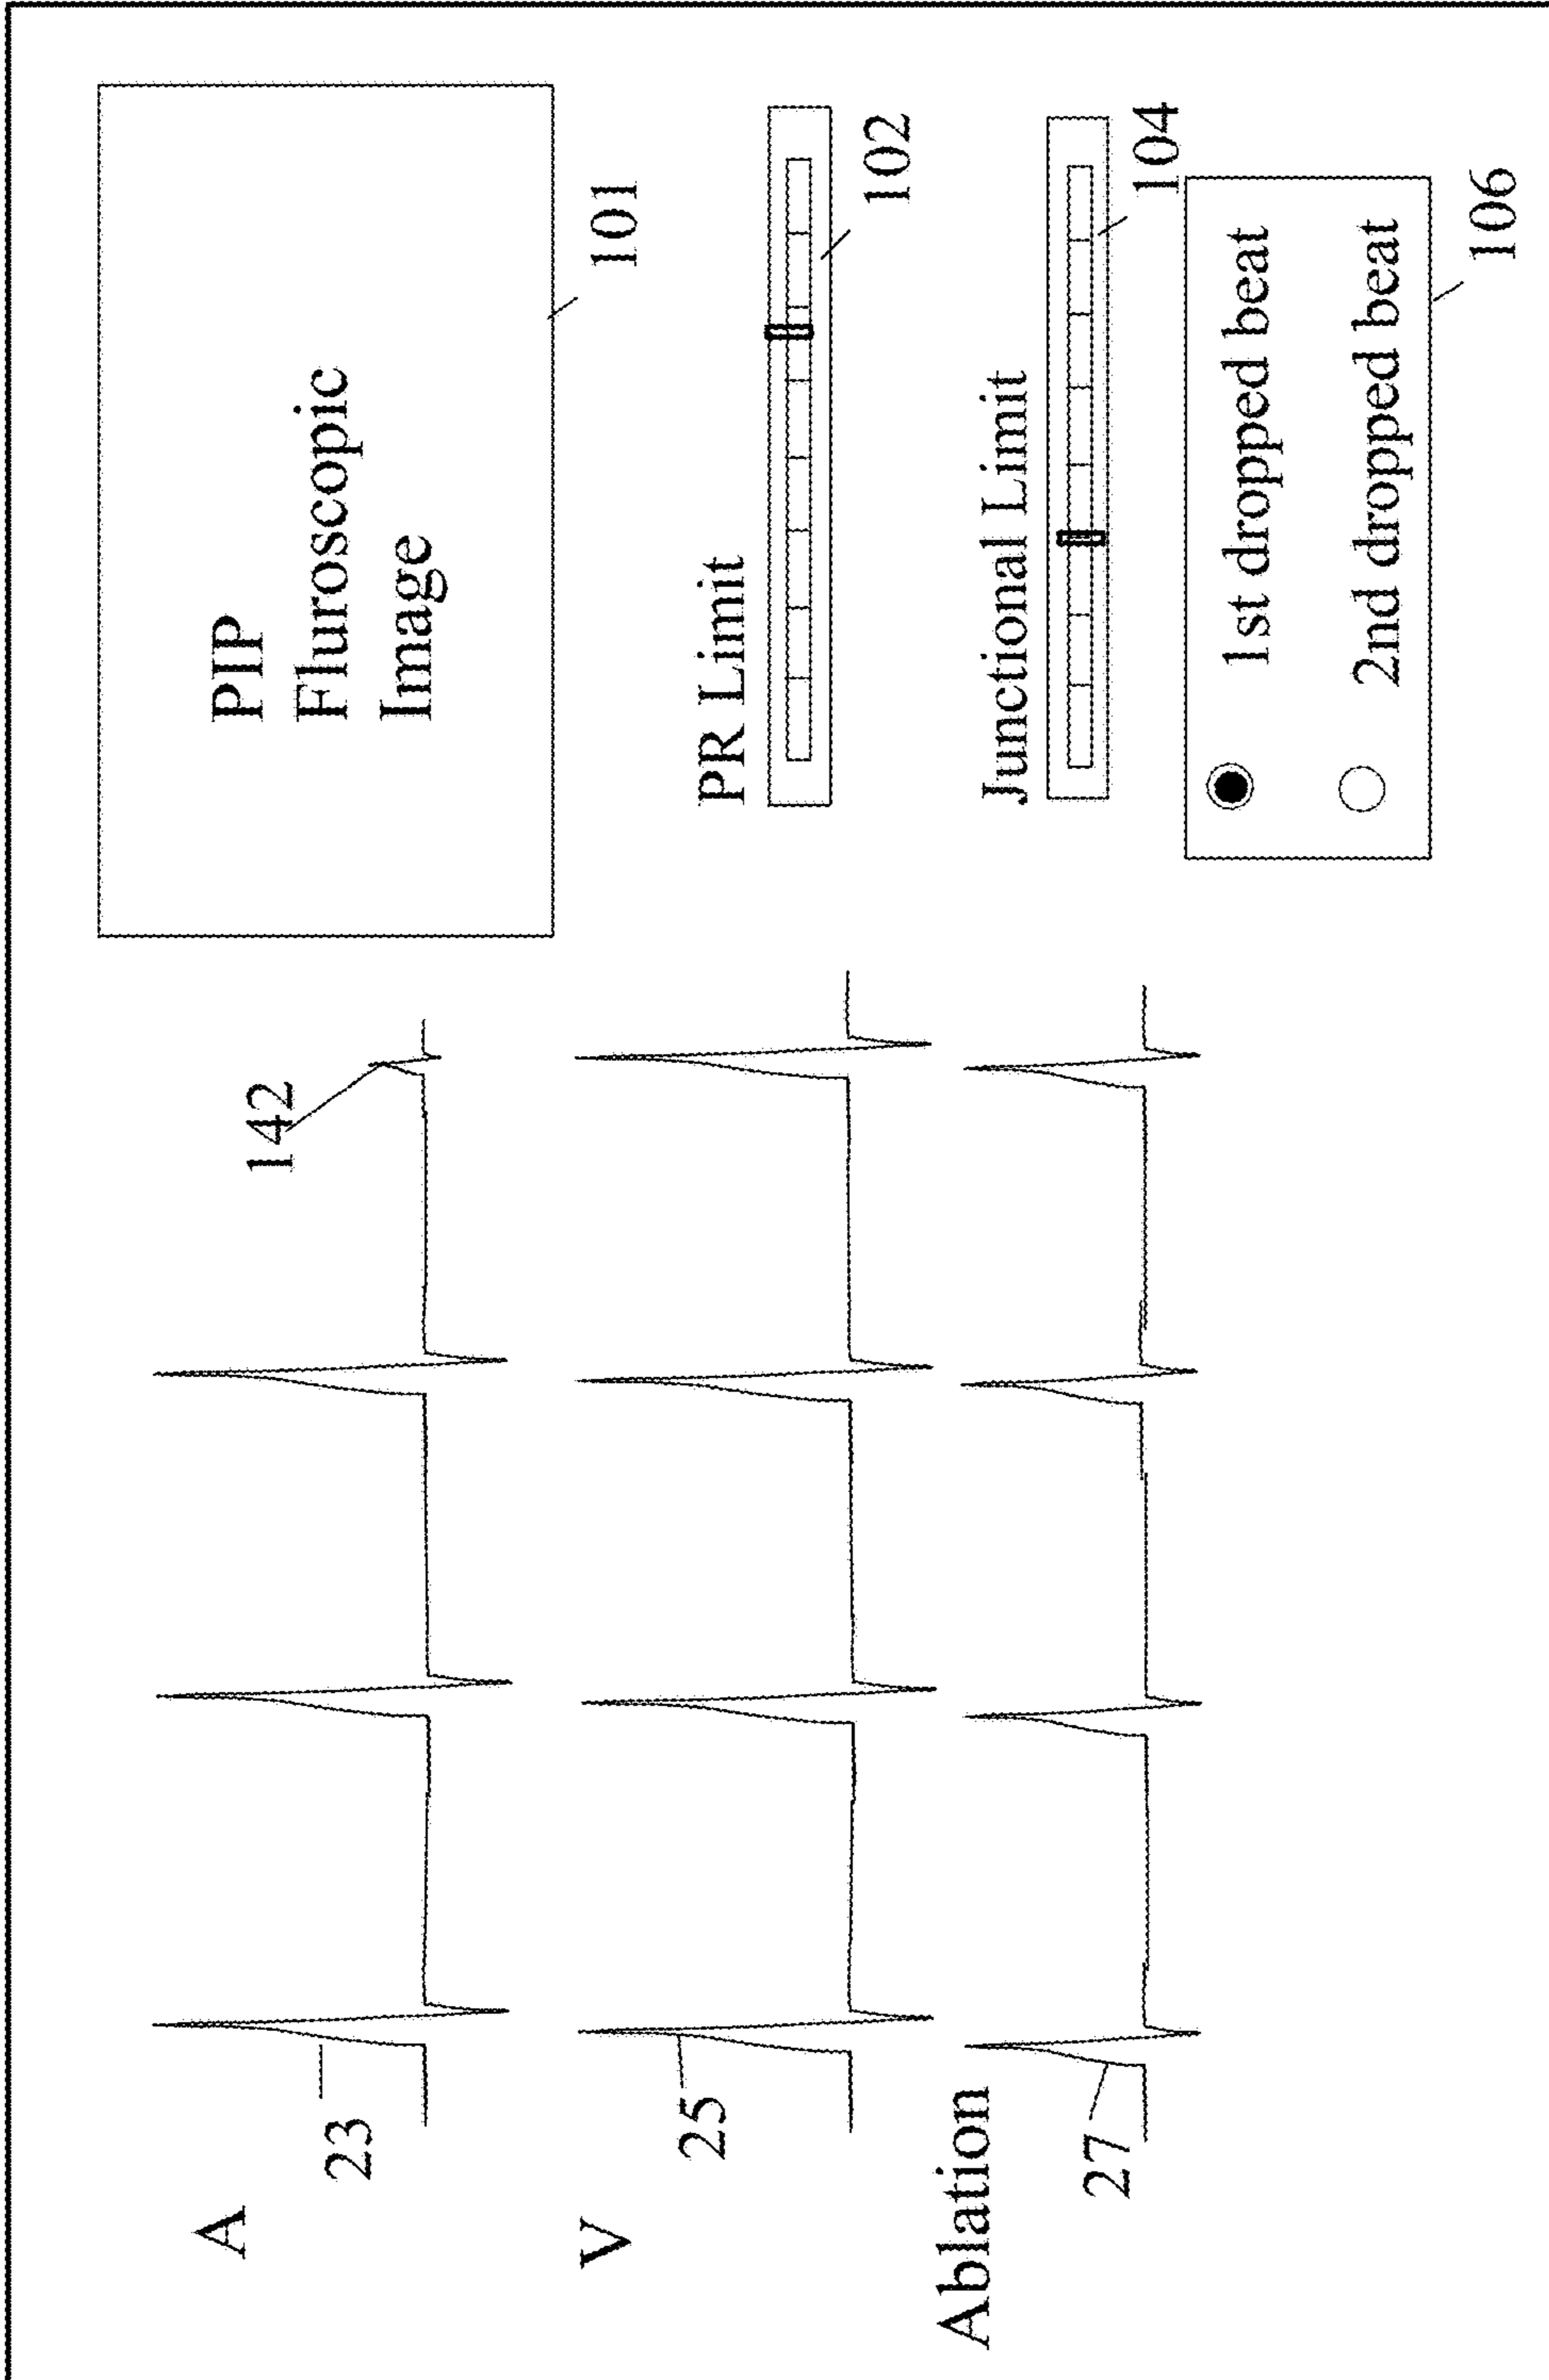 A
23
142
V
25
Ablation
27
PIP
Fluroscopic
Image
101
PR Limit
102
Junctional Limit
104
1st dropped beat
2nd dropped beat
106